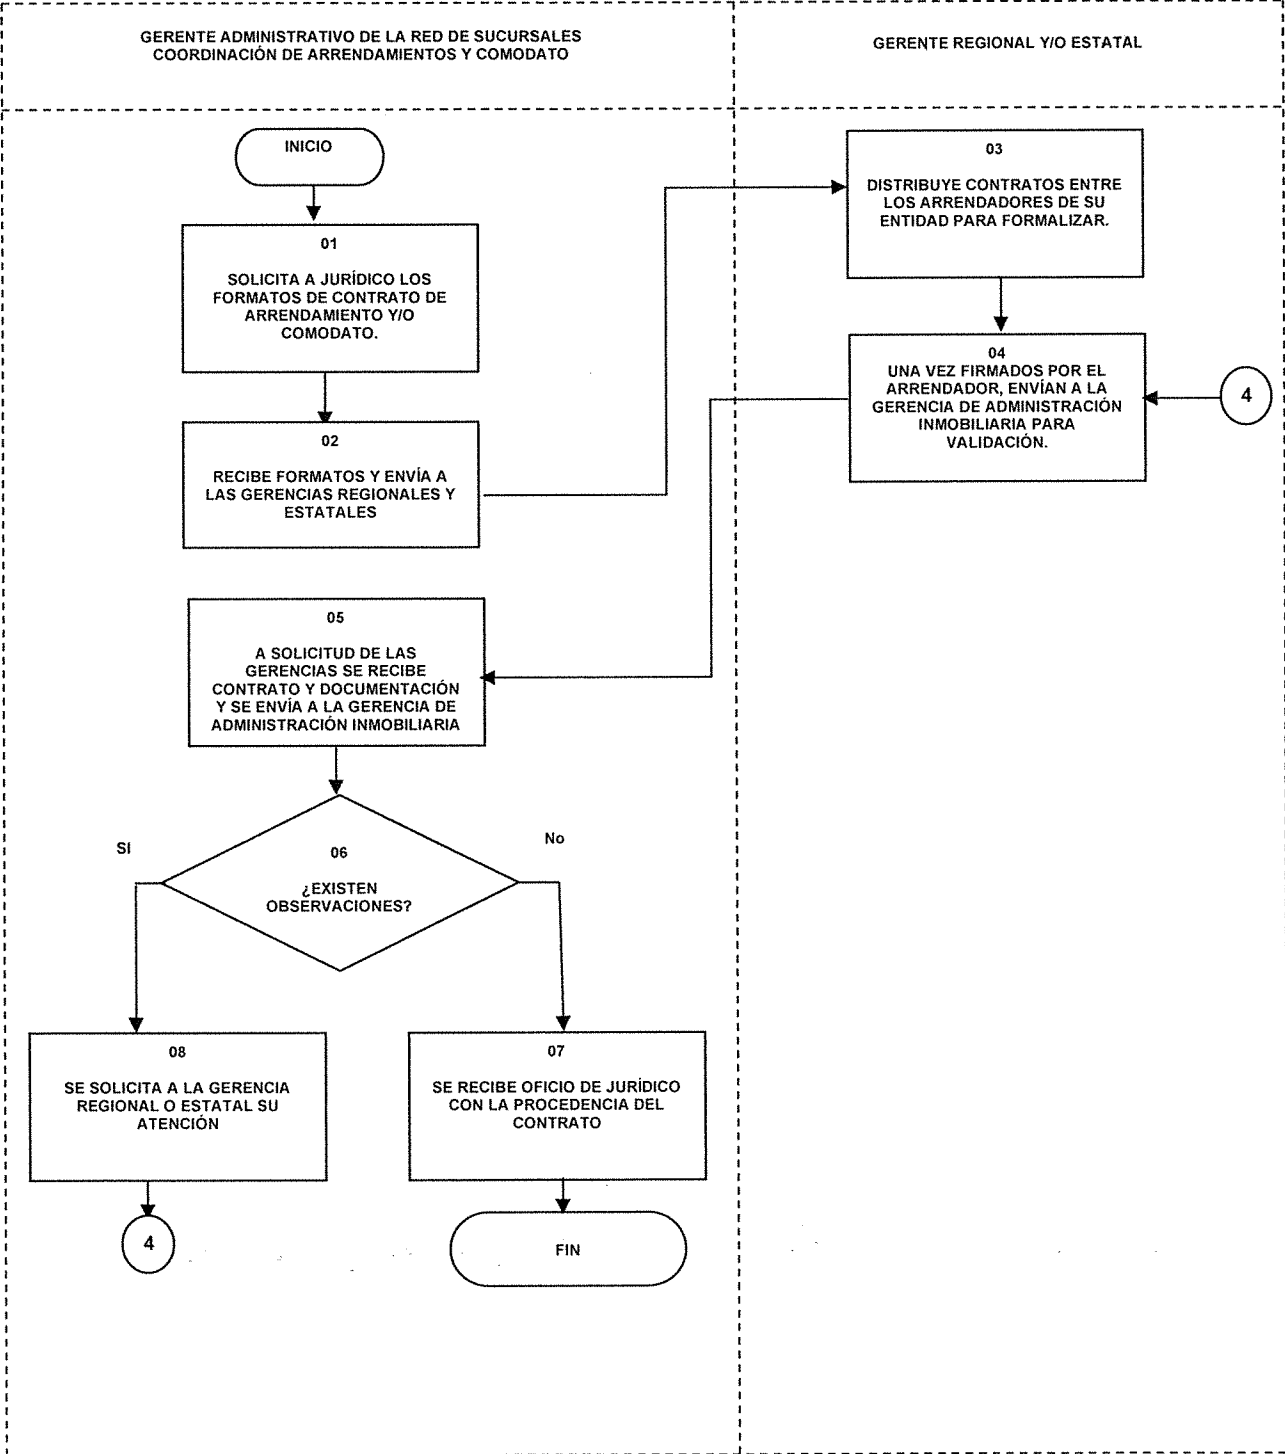 GERENTE ADMINISTRATIVO DE LA RED DE SUCURSALES
COORDINACIÓN DE ARRENDAMIENTOS Y COMODATO
GERENTE REGIONAL Y/O ESTATAL
INICIO
01
SOLICITA A JURÍDICO LOS
FORMATOS DE CONTRATO DE
ARRENDAMIENTO Y/O
COMODATO.
02
RECIBE FORMATOS Y ENVÍA A
LAS GERENCIAS REGIONALES Y
ESTATALES
03
DISTRIBUYE CONTRATOS ENTRE
LOS ARRENDADORES DE SU
ENTIDAD PARA FORMALIZAR.
04
UNA VEZ FIRMADOS POR EL
ARRENDADOR, ENVÍAN A LA
GERENCIA DE ADMINISTRACIÓN
INMOBILIARIA PARA
VALIDACIÓN.
4
05
A SOLICITUD DE LAS
GERENCIAS SE RECIBE
CONTRATO Y DOCUMENTACIÓN
Y SE ENVÍA A LA GERENCIA DE
ADMINISTRACIÓN INMOBILIARIA
06
¿EXISTEN
OBSERVACIONES?
SI
No
08
SE SOLICITA A LA GERENCIA
REGIONAL O ESTATAL SU
ATENCIÓN
4
07
SE RECIBE OFICIO DE JURÍDICO
CON LA PROCEDENCIA DEL
CONTRATO
FIN